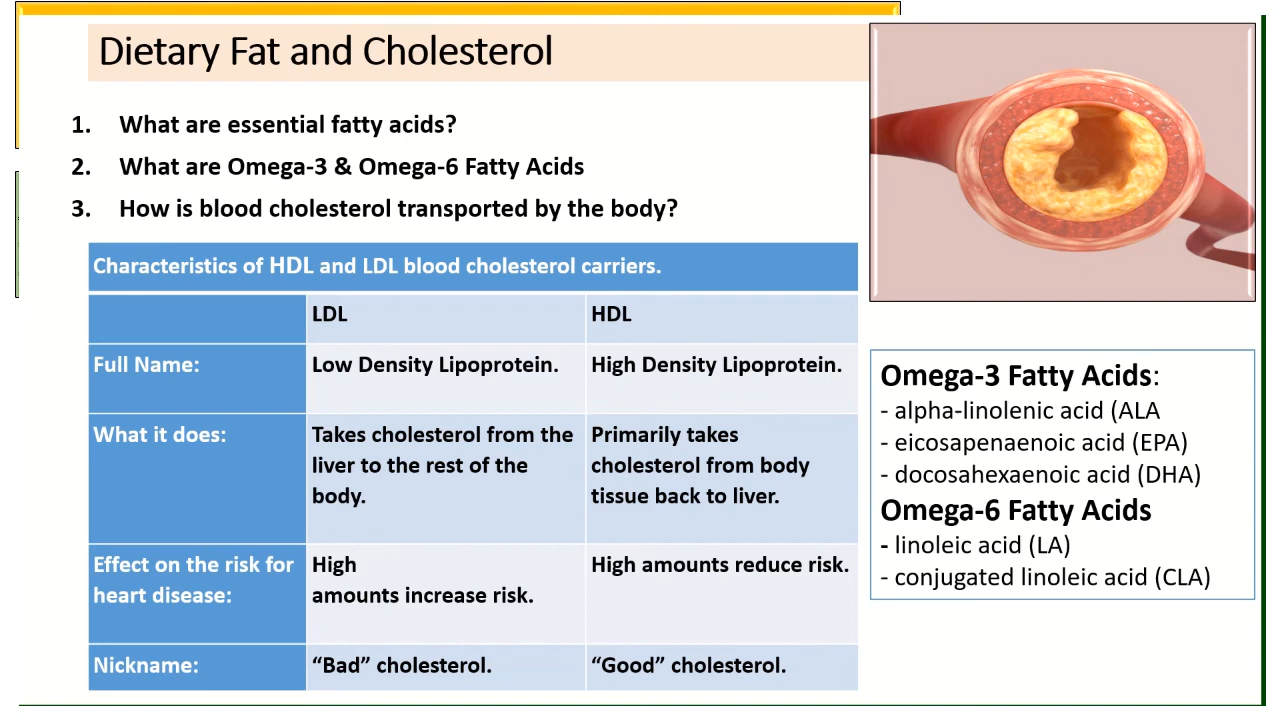 Dietary Fat and Cholesterol
1. What are essential fatty acids?
2. What are Omega-3 & Omega-6 Fatty Acids
3. How is blood cholesterol transported by the body?
Characteristics of HDL and LDL blood cholesterol carriers.
LDL
HDL
Full Name:
Low Density Lipoprotein.
High Density Lipoprotein.
What it does:
Takes cholesterol from the
liver to the rest of the
body.
Primarily takes
cholesterol from body
tissue back to liver.
Effect on the risk for
heart disease:
High
amounts increase risk.
High amounts reduce risk.
Nickname:
“Bad” cholesterol.
“Good” cholesterol.
Omega-3 Fatty Acids:
- alpha-linolenic acid (ALA
- eicosapenaenoic acid (EPA)
- docosahexaenoic acid (DHA)
Omega-6 Fatty Acids
- linoleic acid (LA)
- conjugated linoleic acid (CLA)